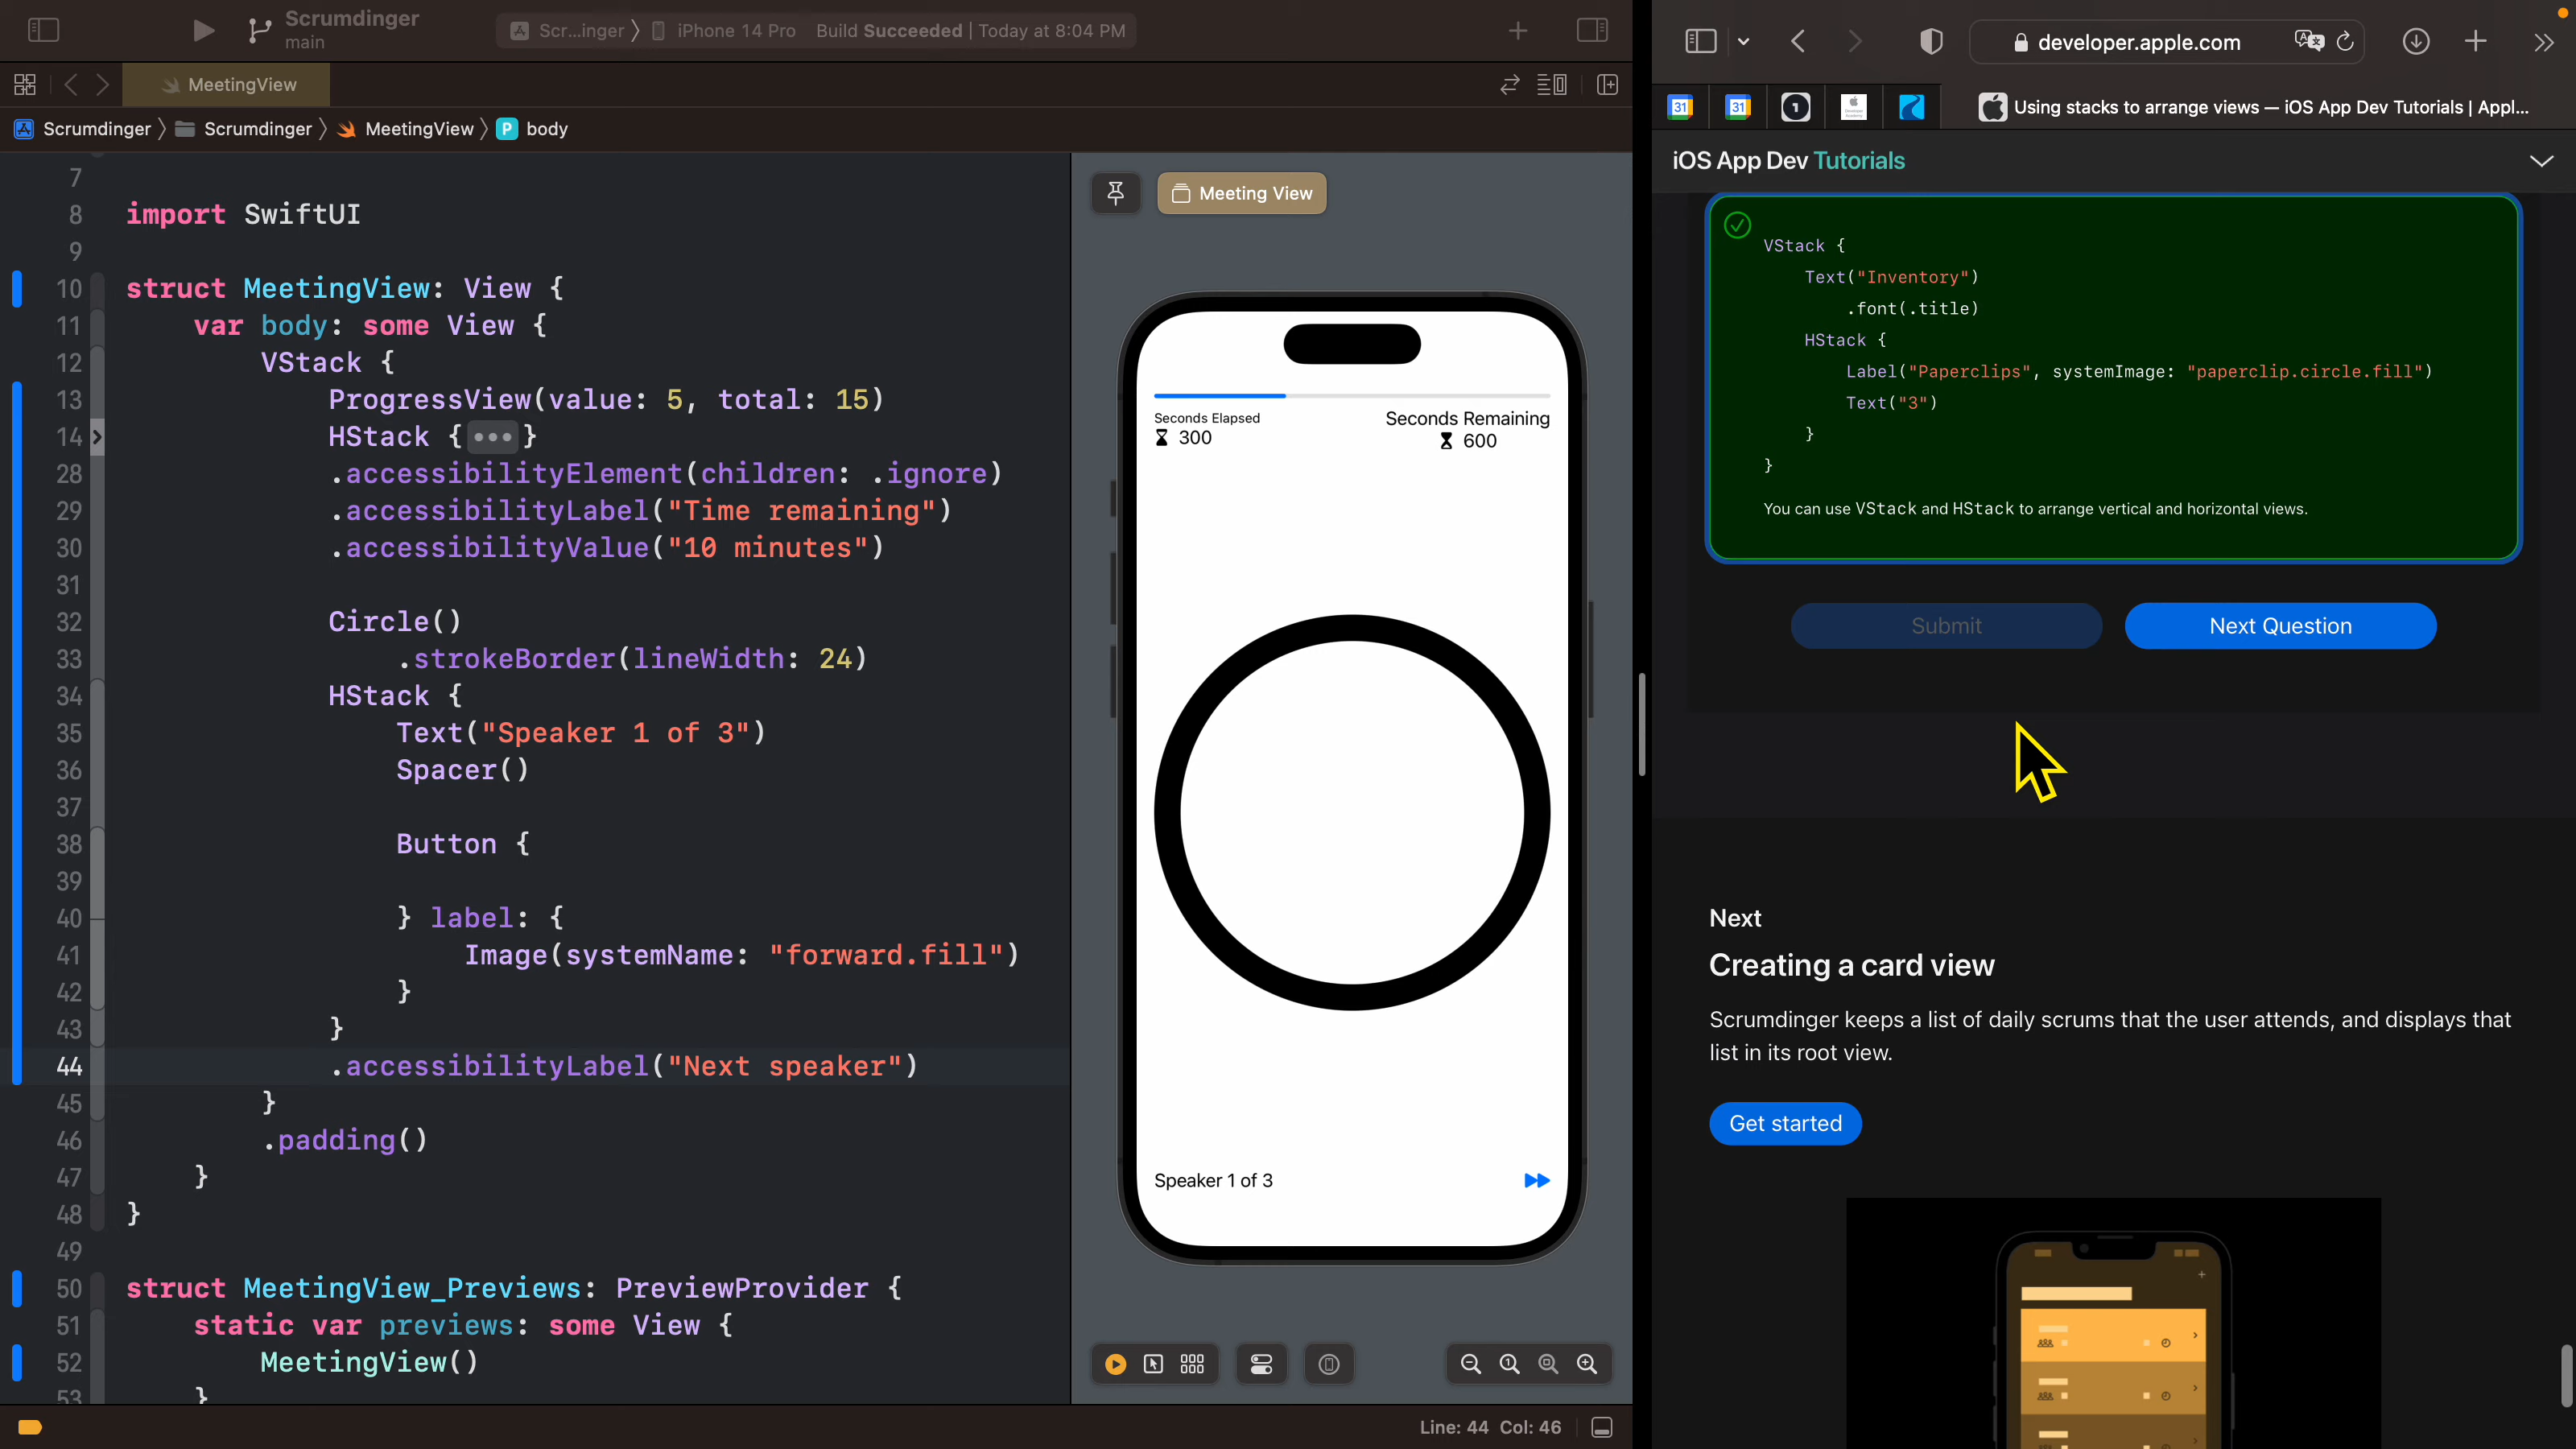 Scrumdinger
main
Scr...inger
iPhone 14 Pro
Build Succeeded | Today at 8:04 PM
MeetingView
Scrumdinger
Scrumdinger
MeetingView
P
body
7
8 import SwiftUI
9
10 struct MeetingView: View {
11 var body: some View {
12 VStack {
13 ProgressView(value: 5, total: 15)
14 HStack {•••}
28 .accessibilityElement(children: .ignore)
29 .accessibilityLabel("Time remaining")
30 .accessibilityValue("10 minutes")
31
32 Circle()
33 .strokeBorder(lineWidth: 24)
34 HStack {
35 Text("Speaker 1 of 3")
36 Spacer()
37
38 Button {
39
40 } label: {
41 Image(systemName: "forward.fill")
42 }
43 }
44 .accessibilityLabel("Next speaker")
45 }
46 .padding()
47 }
48 }
49
50 struct MeetingView_Previews: PreviewProvider {
51 static var previews: some View {
52 MeetingView()
53 }
Line: 44 Col: 46
Meeting View
Seconds Elapsed
300
Seconds Remaining
600
Speaker 1 of 3
developer.apple.com
31
31
1
Using stacks to arrange views — iOS App Dev Tutorials | Appl...
iOS App Dev Tutorials
VStack {
Text("Inventory")
.font(.title)
HStack {
Label("Paperclips", systemImage: "paperclip.circle.fill")
Text("3")
}
}
You can use VStack and HStack to arrange vertical and horizontal views.
Submit
Next Question
Next
Creating a card view
Scrumdinger keeps a list of daily scrums that the user attends, and displays that
list in its root view.
Get started